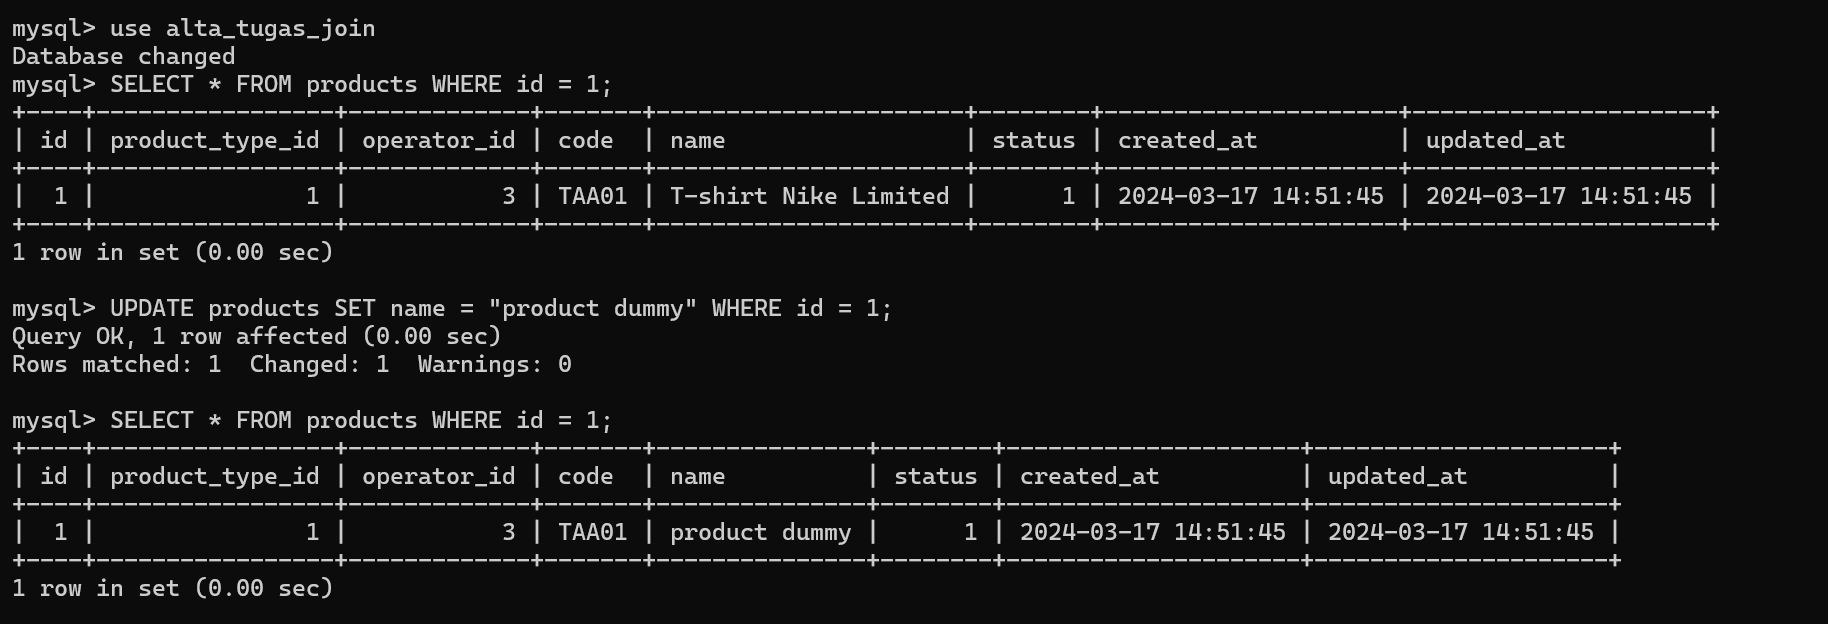 mysql> use alta_tugas_join
Database changed
mysql> SELECT * FROM products WHERE id = 1;
+----+-----------------+-------------+-------+----------------------+--------+---------------------+---------------------+
| id | product_type_id | operator_id | code  | name                 | status | created_at          | updated_at          |
+----+-----------------+-------------+-------+----------------------+--------+---------------------+---------------------+
|  1 |               1 |           3 | TAA01 | T-shirt Nike Limited |      1 | 2024-03-17 14:51:45 | 2024-03-17 14:51:45 |
+----+-----------------+-------------+-------+----------------------+--------+---------------------+---------------------+
1 row in set (0.00 sec)

mysql> UPDATE products SET name = "product dummy" WHERE id = 1;
Query OK, 1 row affected (0.00 sec)
Rows matched: 1  Changed: 1  Warnings: 0

mysql> SELECT * FROM products WHERE id = 1;
+----+-----------------+-------------+-------+---------------+--------+---------------------+---------------------+
| id | product_type_id | operator_id | code  | name          | status | created_at          | updated_at          |
+----+-----------------+-------------+-------+---------------+--------+---------------------+---------------------+
|  1 |               1 |           3 | TAA01 | product dummy |      1 | 2024-03-17 14:51:45 | 2024-03-17 14:51:45 |
+----+-----------------+-------------+-------+---------------+--------+---------------------+---------------------+
1 row in set (0.00 sec)